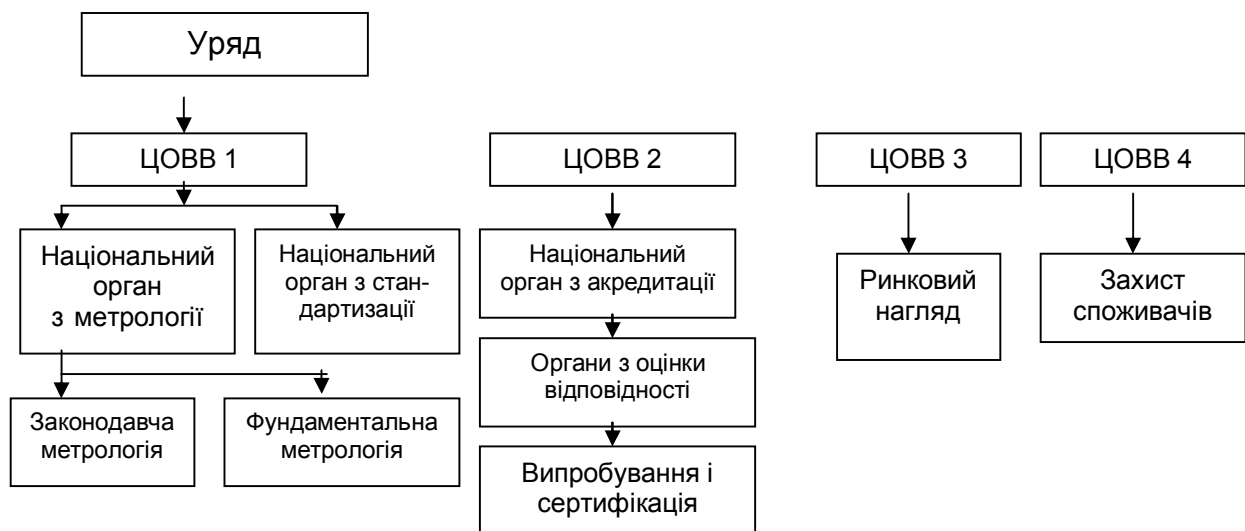 Уряд
ЦОВВ 1
ЦОВВ 2
ЦОВВ 3
ЦОВВ 4
Національний
орган
з метрології
Національний
орган з стан-
дартизації
Національний
орган з акредитації
Ринковий
нагляд
Захист
споживачів
Органи з оцінки
відповідності
Законодавча
метрологія
Фундаментальна
метрологія
Випробування і
сертифікація